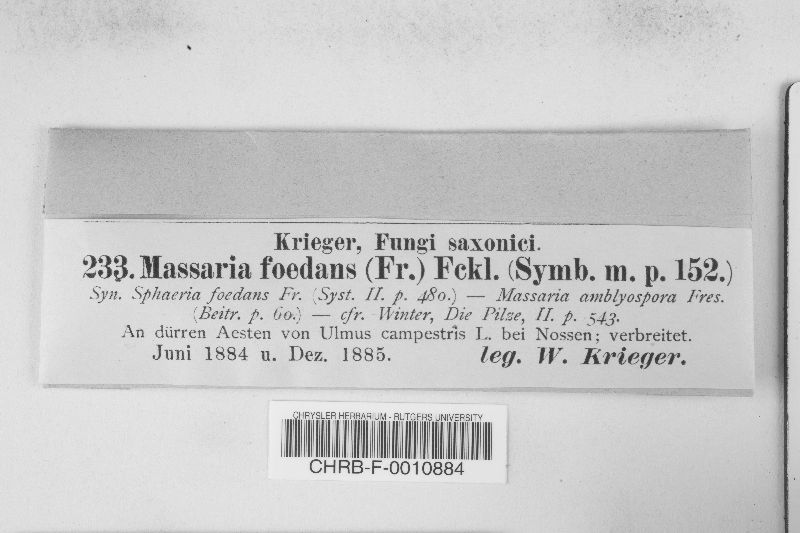 Krieger, Fungi saxonici.
233. Massaria foedans (Fr.) Fckl. (Symb. m. p. 152.)
Syn. Sphaeria foedans Fr. (Syst. II. p. 480.) — Massaria amblyospora Fres.
(Beitr. p. 60.) — cfr. Winter, Die Pilze, II. p. 543.
An dürren Aesten von Ulmus campestris L. bei Nossen; verbreitet.
Juni 1884 u. Dez. 1885. leg. W. Krieger.
CHRYSLER HERBARIUM - RUTGERS UNIVERSITY
CHRB-F-0010884